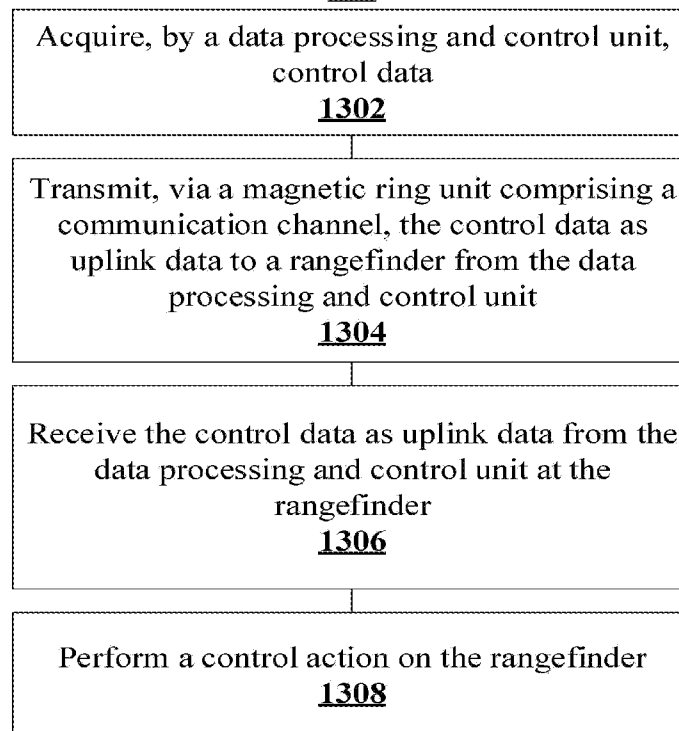 Acquire, by a data processing and control unit,
control data
1302
Transmit, via a magnetic ring unit comprising a
communication channel, the control data as
uplink data to a rangefinder from the data
processing and control unit
1304
Receive the control data as uplink data from the
data processing and control unit at the
rangefinder
1306
Perform a control action on the rangefinder
1308